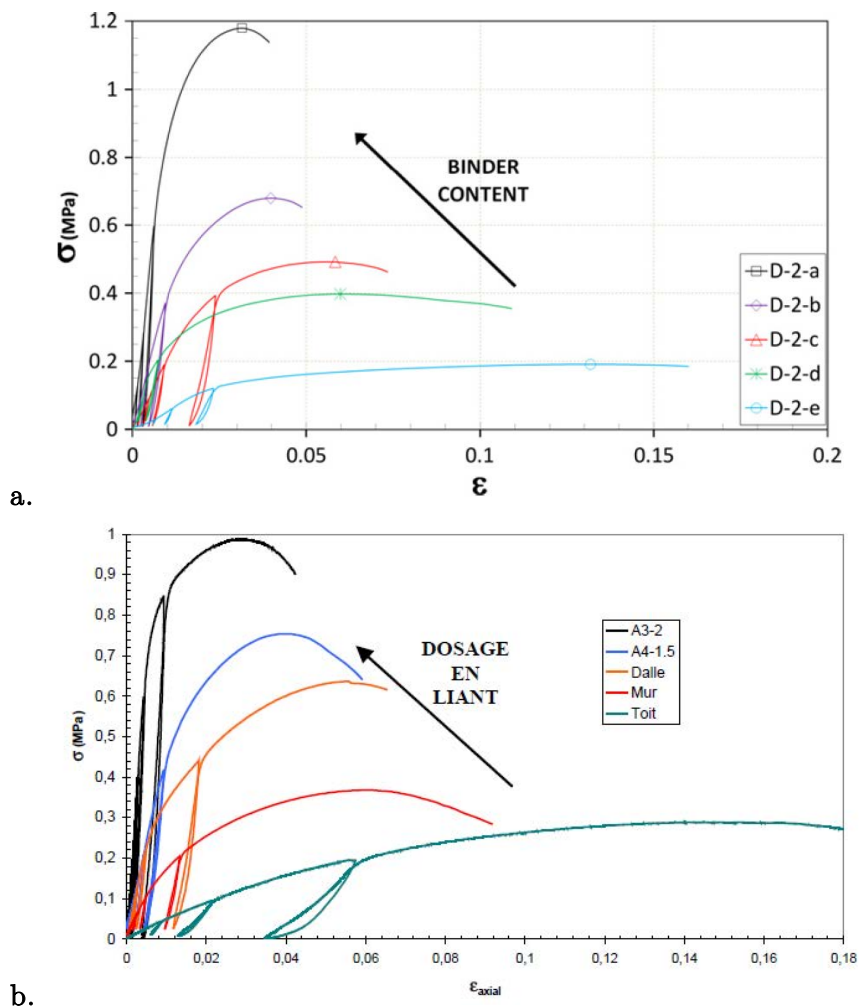 1.2
1
0.8
0.6
0.4
0.2
0
σ(MPa)
BINDER
CONTENT
D-2-a
D-2-b
D-2-c
D-2-d
D-2-e
0
0.05
0.1
0.15
0.2
ε
a.
1
0,9
0,8
0,7
0,6
0,5
0,4
0,3
0,2
0,1
0
σ (MPa)
DOSAGE
EN
LIANT
A3-2
A4-1.5
Dalle
Mur
Toit
0
0,02
0,04
0,06
0,08
0,1
0,12
0,14
0,16
0,18
εaxial
b.